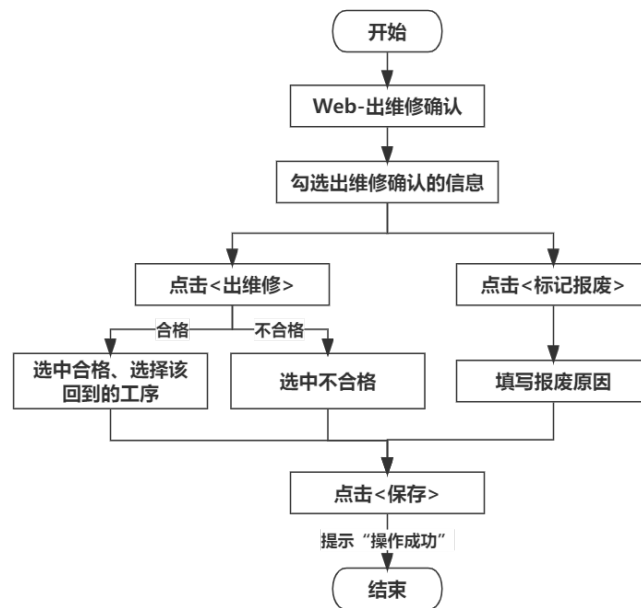 开始
Web-出维修确认
勾选出维修确认的信息
点击<出维修>
点击<标记报废>
合格
不合格
选中合格、选择该
回到的工序
选中不合格
填写报废原因
点击<保存>
提示“操作成功”
结束